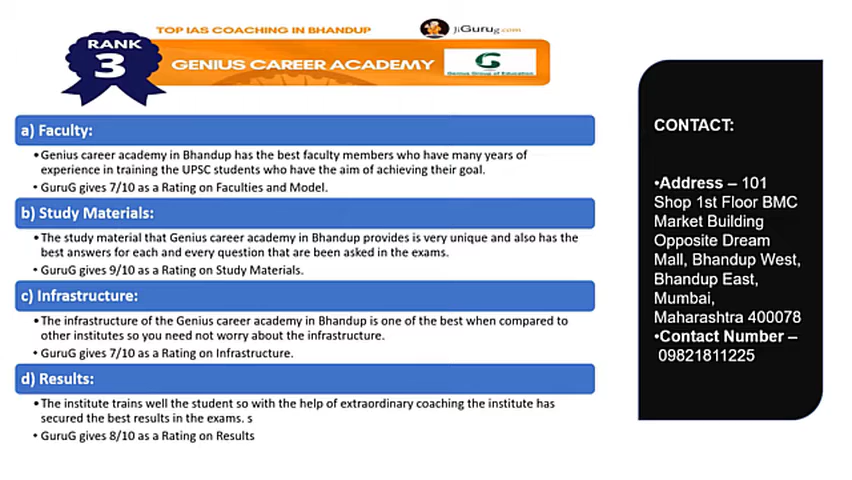 TOP IAS COACHING IN BHANDUP
JiGurug.com
RANK
3
GENIUS CAREER ACADEMY
G
Genius Group of Education
a) Faculty:
•Genius career academy in Bhandup has the best faculty members who have many years of
experience in training the UPSC students who have the aim of achieving their goal.
• GuruG gives 7/10 as a Rating on Faculties and Model.
b) Study Materials:
•The study material that Genius career academy in Bhandup provides is very unique and also has the
best answers for each and every question that are been asked in the exams.
• GuruG gives 9/10 as a Rating on Study Materials.
c) Infrastructure:
•The infrastructure of the Genius career academy in Bhandup is one of the best when compared to
other institutes so you need not worry about the infrastructure.
• GuruG gives 7/10 as a Rating on Infrastructure.
d) Results:
•The institute trains well the student so with the help of extraordinary coaching the institute has
secured the best results in the exams. s
• GuruG gives 8/10 as a Rating on Results
CONTACT:
•Address – 101
Shop 1st Floor BMC
Market Building
Opposite Dream
Mall, Bhandup West,
Bhandup East,
Mumbai,
Maharashtra 400078
•Contact Number –
09821811225